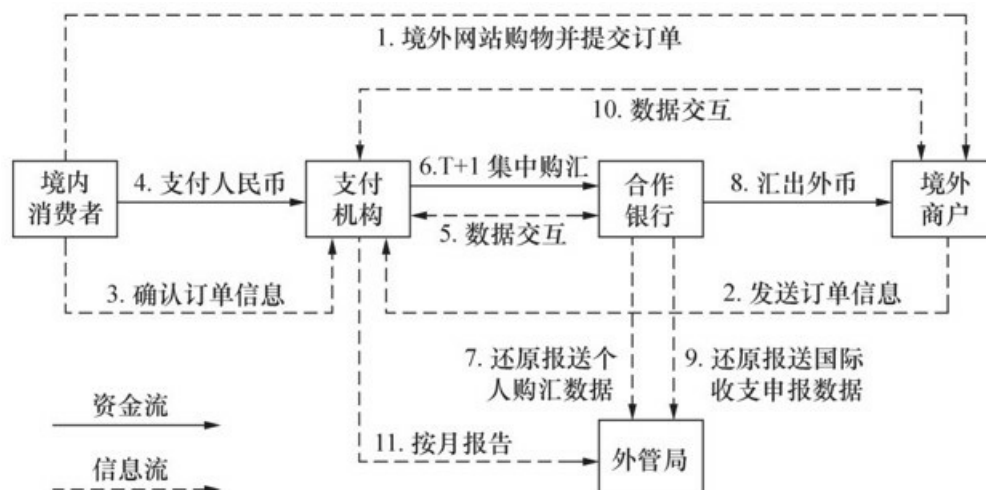 1. 境外网站购物并提交订单
10. 数据交互
境内
消费者
4. 支付人民币
支付
机构
6.T+1 集中购汇
5. 数据交互
合作
银行
8. 汇出外币
境外
商户
3. 确认订单信息
2. 发送订单信息
7. 还原报送个
人购汇数据
9. 还原报送国际
收支申报数据
资金流
信息流
11. 按月报告
外管局